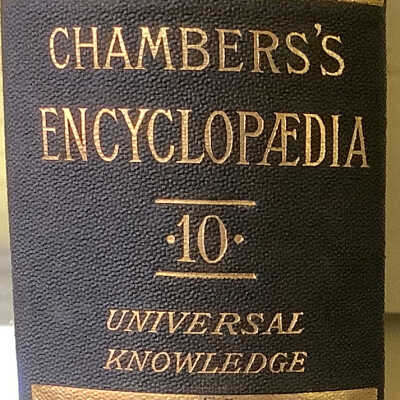 CHAMBERS'S
ENCYCLOPÆDIA
·10·
UNIVERSAL
KNOWLEDGE